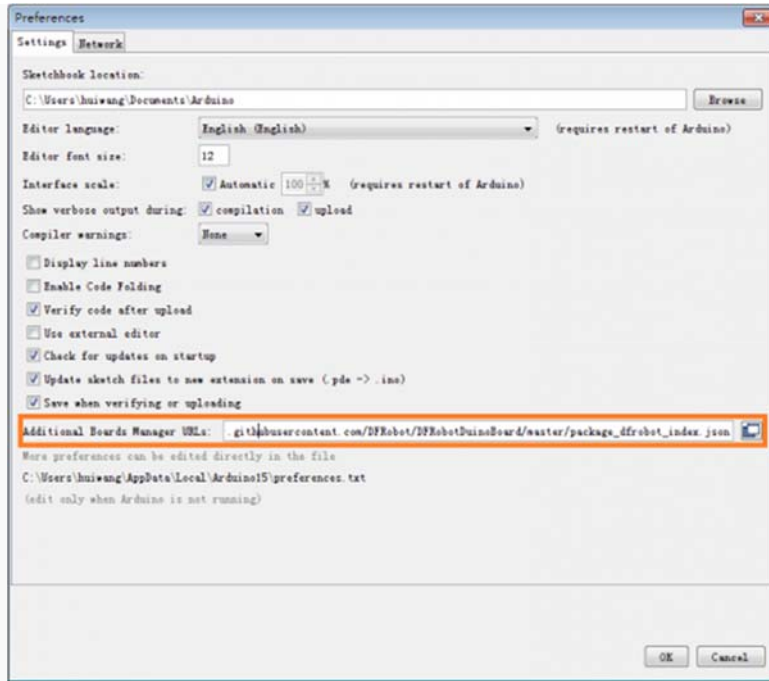 Preferences
Settings Network
Sketchbook location:
C:\Users\huiwang\Documents\Arduino Browse
Editor language: English (English) (requires restart of Arduino)
Editor font size: 12
Interface scale: Automatic 100 % (requires restart of Arduino)
Show verbose output during: compilation upload
Compiler warnings: None
Display line numbers
Enable Code Folding
Verify code after upload
Use external editor
Check for updates on startup
Update sketch files to new extension on save (.pde -> .ino)
Save when verifying or uploading
Additional Boards Manager URLs: .githubusercontent.com/DFRobot/DFRobotDuinoBoard/master/package_dfrobot_index.json
More preferences can be edited directly in the file
C:\Users\huiwang\AppData\Local\Arduino15\preferences.txt
(edit only when Arduino is not running)
OK Cancel